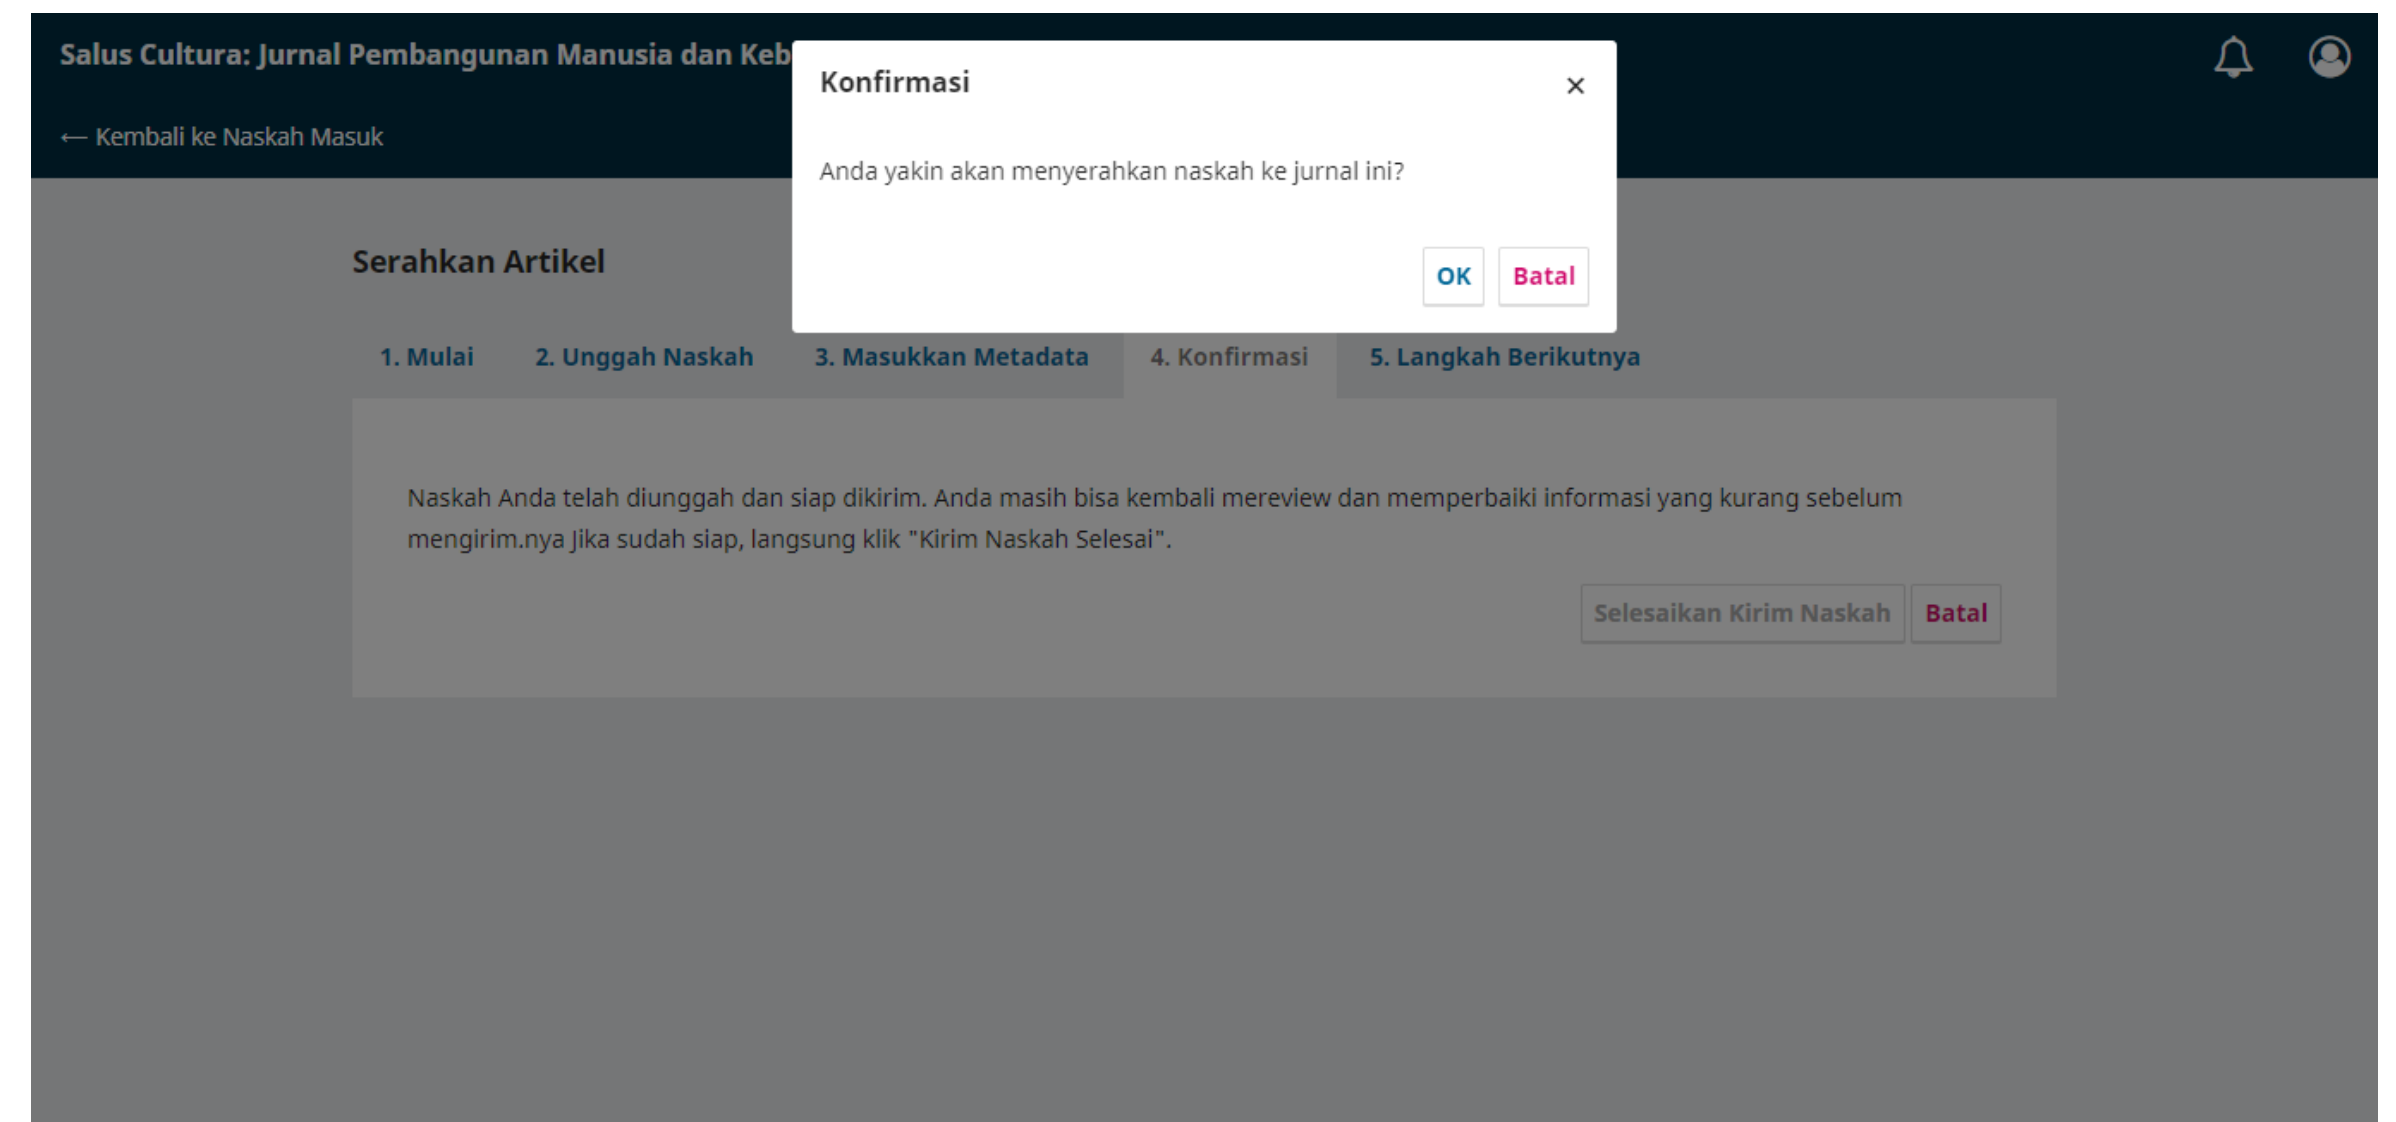 Salus Cultura: Jurnal Pembangunan Manusia dan Keb
← Kembali ke Naskah Masuk
Konfirmasi
×
Anda yakin akan menyerahkan naskah ke jurnal ini?
OK Batal
Serahkan Artikel
1. Mulai 2. Unggah Naskah 3. Masukkan Metadata 4. Konfirmasi 5. Langkah Berikutnya
Naskah Anda telah diunggah dan siap dikirim. Anda masih bisa kembali mereview dan memperbaiki informasi yang kurang sebelum
mengirim.nya Jika sudah siap, langsung klik "Kirim Naskah Selesai".
Selesaikan Kirim Naskah Batal